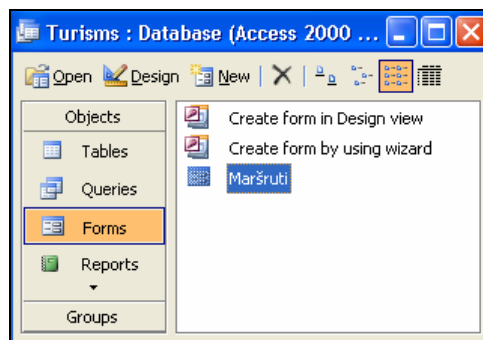 Turisms : Database (Access 2000 ...
Open Design New
Objects
Tables
Queries
Forms
Reports
Groups
Create form in Design view
Create form by using wizard
Maršruti